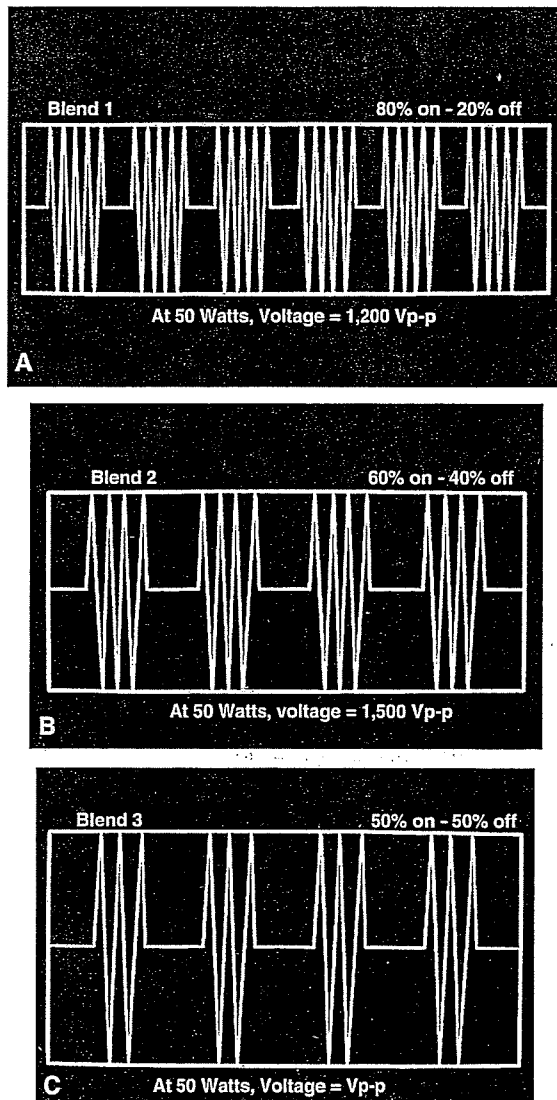 Blend 1 80% on - 20% off
At 50 Watts, Voltage = 1,200 Vp-p
A
Blend 2 60% on - 40% off
At 50 Watts, voltage = 1,500 Vp-p
B
Blend 3 50% on - 50% off
At 50 Watts, Voltage = Vp-p
C